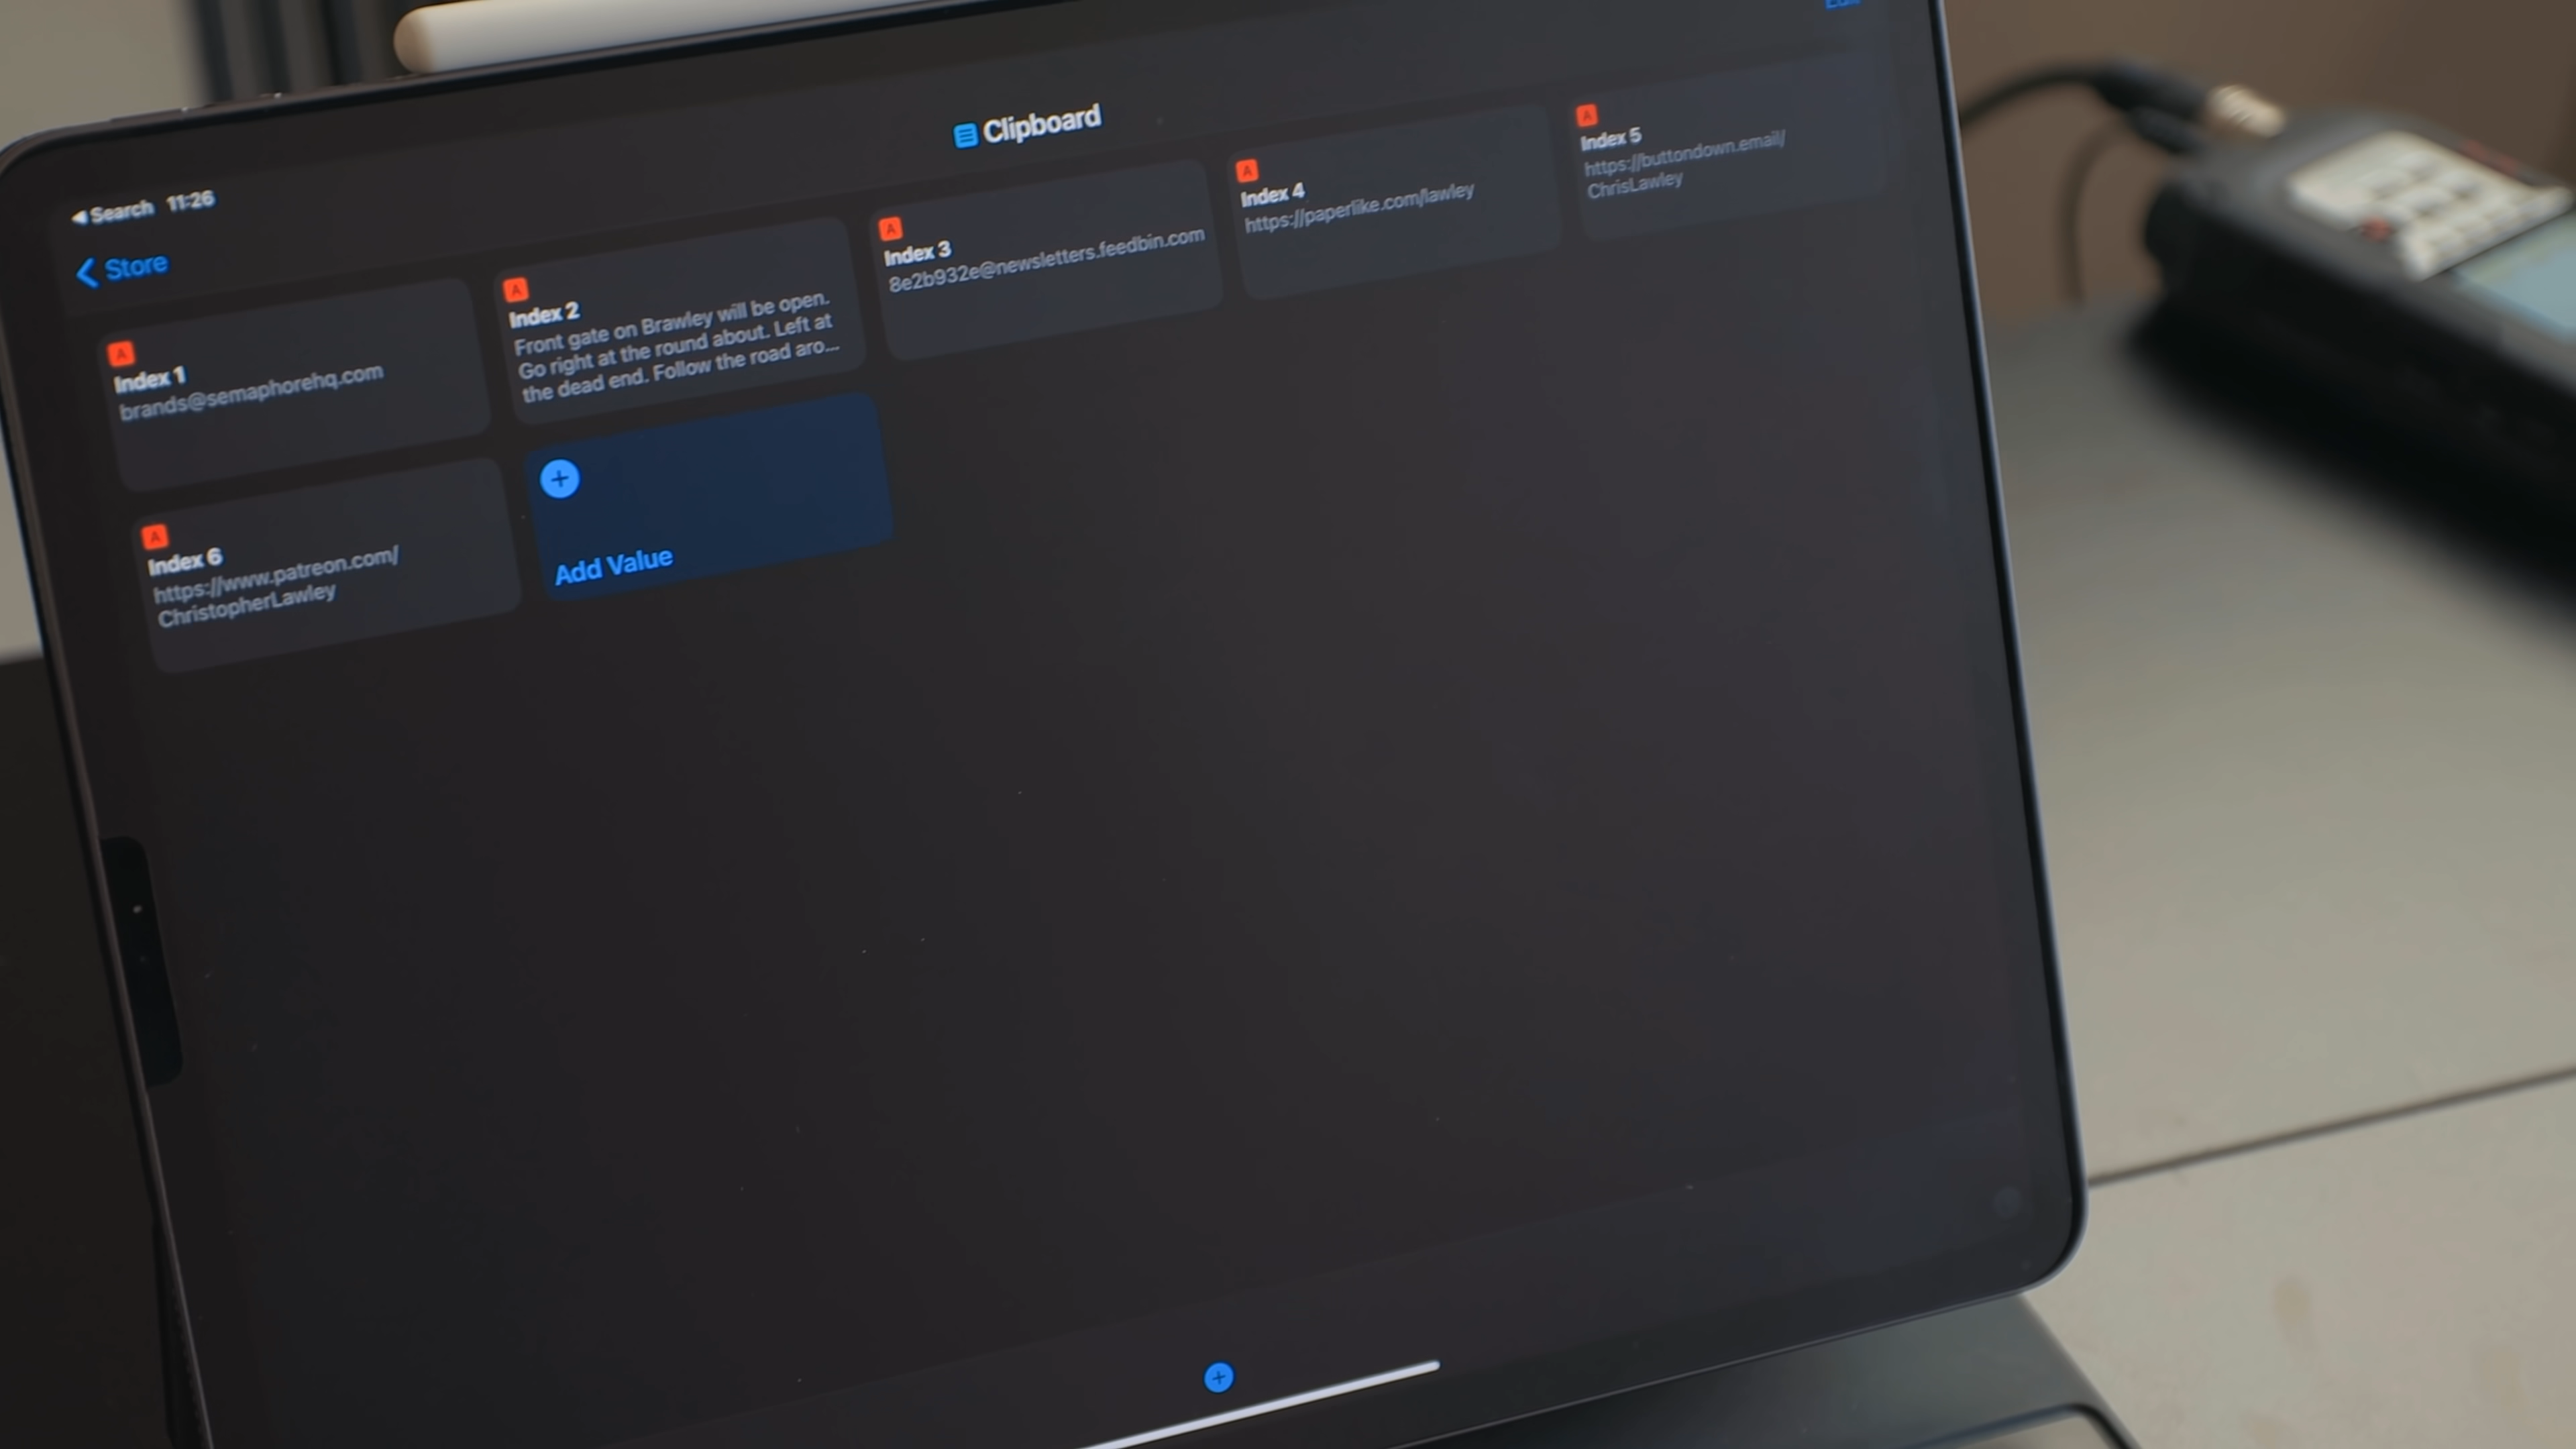 Search 11:26
Store
Clipboard
Edit
Index 1
brands@semaphorehq.com
Index 2
Front gate on Brawley will be open.
Go right at the round about. Left at
the dead end. Follow the road aro...
Index 3
8e2b932e@newsletters.feedbin.com
Index 4
https://paperlike.com/lawley
Index 5
https://buttondown.email/
ChrisLawley
Index 6
https://www.patreon.com/
ChristopherLawley
Add Value